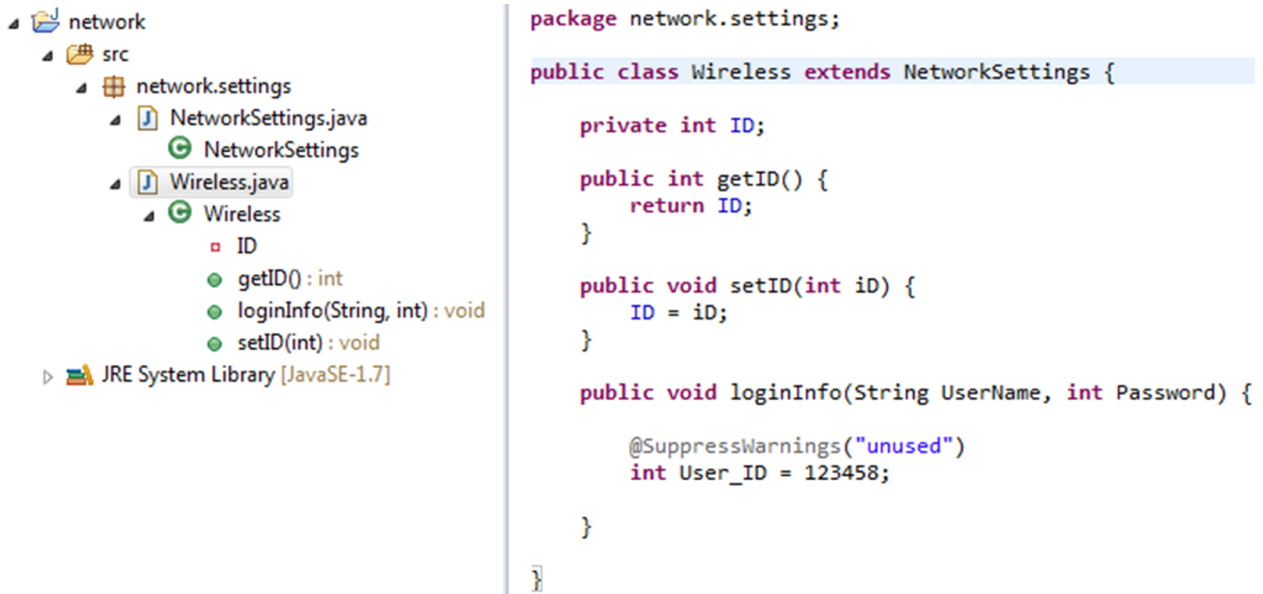 network
src
network.settings
NetworkSettings.java
NetworkSettings
Wireless.java
Wireless
ID
getID() : int
loginInfo(String, int) : void
setID(int) : void
JRE System Library [JavaSE-1.7]
package network.settings;
public class Wireless extends NetworkSettings {
private int ID;
public int getID() {
return ID;
}
public void setID(int iD) {
ID = iD;
}
public void loginInfo(String UserName, int Password) {
@SuppressWarnings("unused")
int User_ID = 123458;
}
}